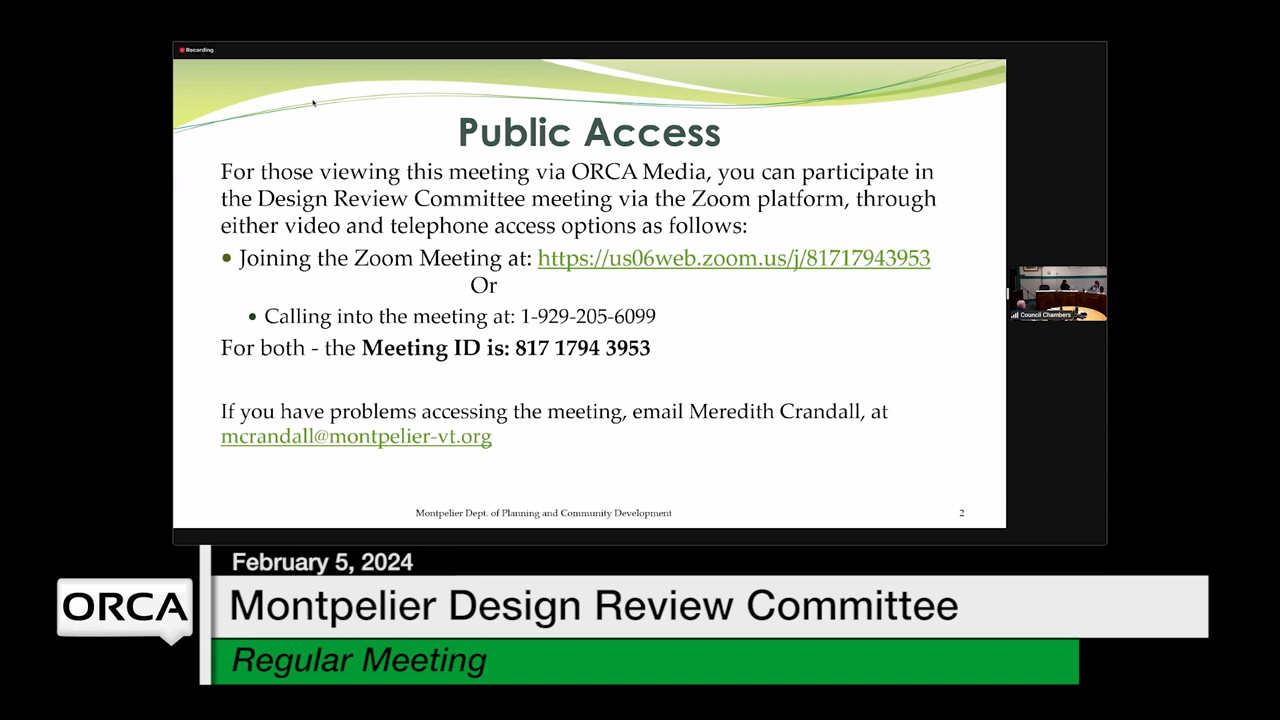 Recording
Public Access
For those viewing this meeting via ORCA Media, you can participate in
the Design Review Committee meeting via the Zoom platform, through
either video and telephone access options as follows:
• Joining the Zoom Meeting at: https://us06web.zoom.us/j/81717943953
Or
• Calling into the meeting at: 1-929-205-6099
For both - the Meeting ID is: 817 1794 3953
If you have problems accessing the meeting, email Meredith Crandall, at
mcrandall@montpelier-vt.org
Montpelier Dept. of Planning and Community Development
2
Council Chambers
February 5, 2024
ORCA
Montpelier Design Review Committee
Regular Meeting